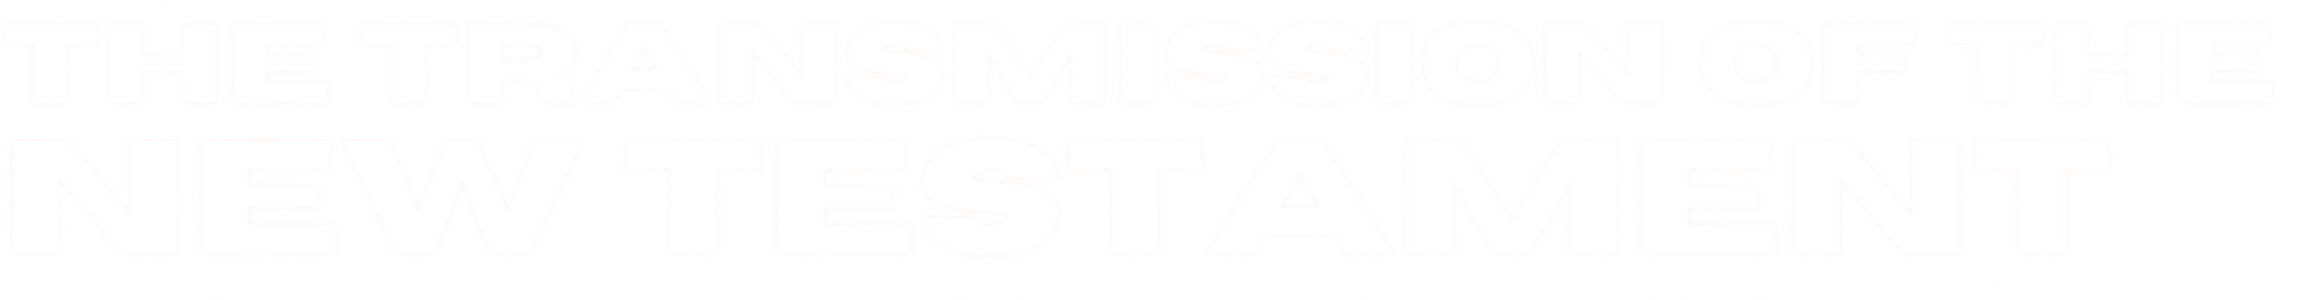 THE TRANSMISSION OF THE
NEW TESTAMENT